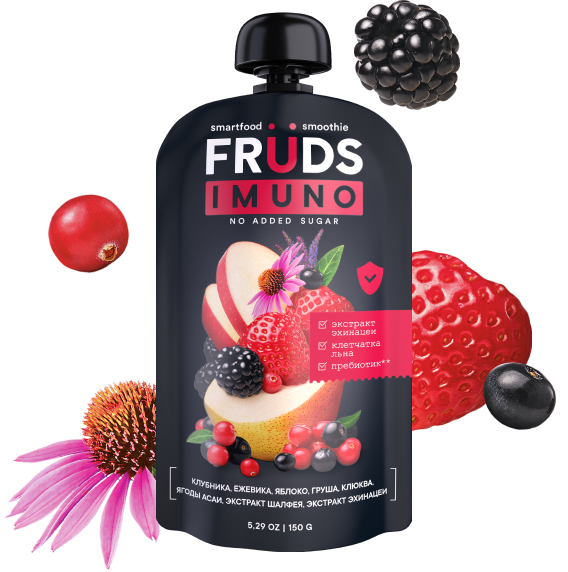 smartfood smoothie
FRÜDS
IMUNO
NO ADDED SUGAR
экстракт
эхинацеи
клетчатка
льна
пребиотик**
КЛУБНИКА, ЕЖЕВИКА, ЯБЛОКО, ГРУША, КЛЮКВА,
ЯГОДЫ АСАИ, ЭКСТРАКТ ШАЛФЕЯ, ЭКСТРАКТ ЭХИНАЦЕИ
5,29 OZ | 150 G